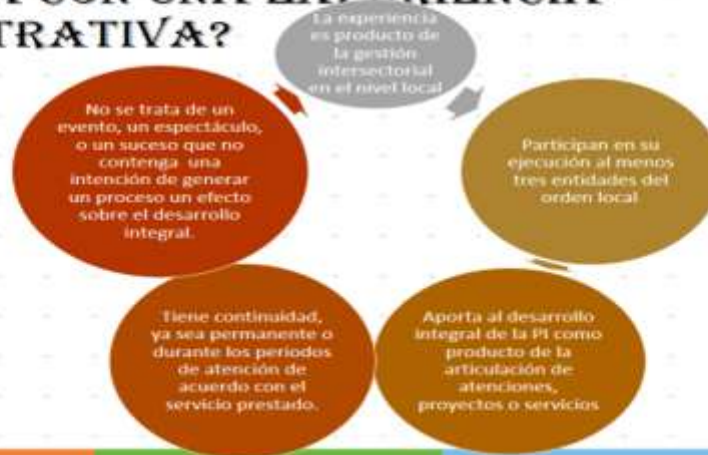 CON UNA
TRATIVA?
La experiencia
es producto de
la gestión
intersectorial
en el nivel local
Participan en su
ejecución al menos
tres entidades del
orden local
Aporta al desarrollo
integral de la PI como
producto de la
articulación de
atenciones,
proyectos o servicios
Tiene continuidad,
ya sea permanente o
durante los períodos
de atención de
acuerdo con el
servicio prestado.
No se trata de un
evento, un espectáculo,
o un suceso que no
contenga una
intención de generar
un proceso un efecto
sobre el desarrollo
integral.